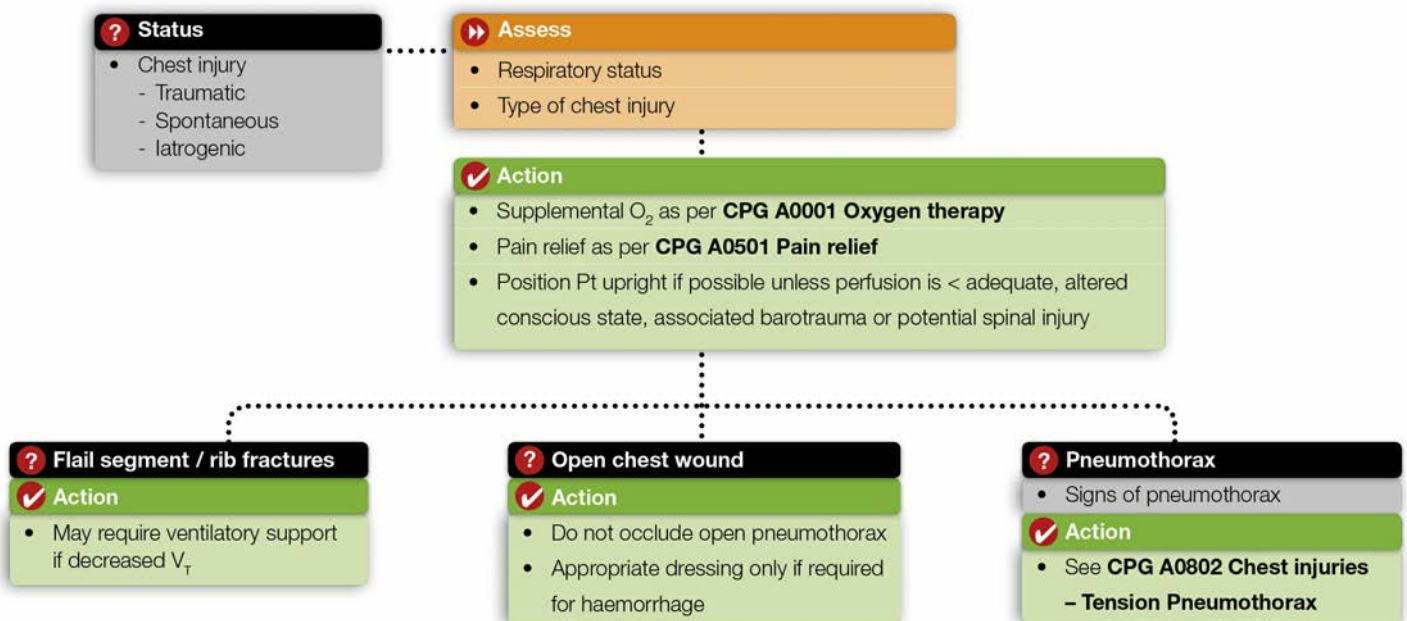 Status
• Chest injury
- Traumatic
- Spontaneous
- Iatrogenic
Assess
• Respiratory status
• Type of chest injury
Action
• Supplemental O₂ as per CPG A0001 Oxygen therapy
• Pain relief as per CPG A0501 Pain relief
• Position Pt upright if possible unless perfusion is < adequate, altered
conscious state, associated barotrauma or potential spinal injury
? Flail segment / rib fractures
Action
• May require ventilatory support
if decreased V_T
? Open chest wound
Action
• Do not occlude open pneumothorax
• Appropriate dressing only if required
for haemorrhage
? Pneumothorax
• Signs of pneumothorax
Action
• See CPG A0802 Chest injuries
– Tension Pneumothorax